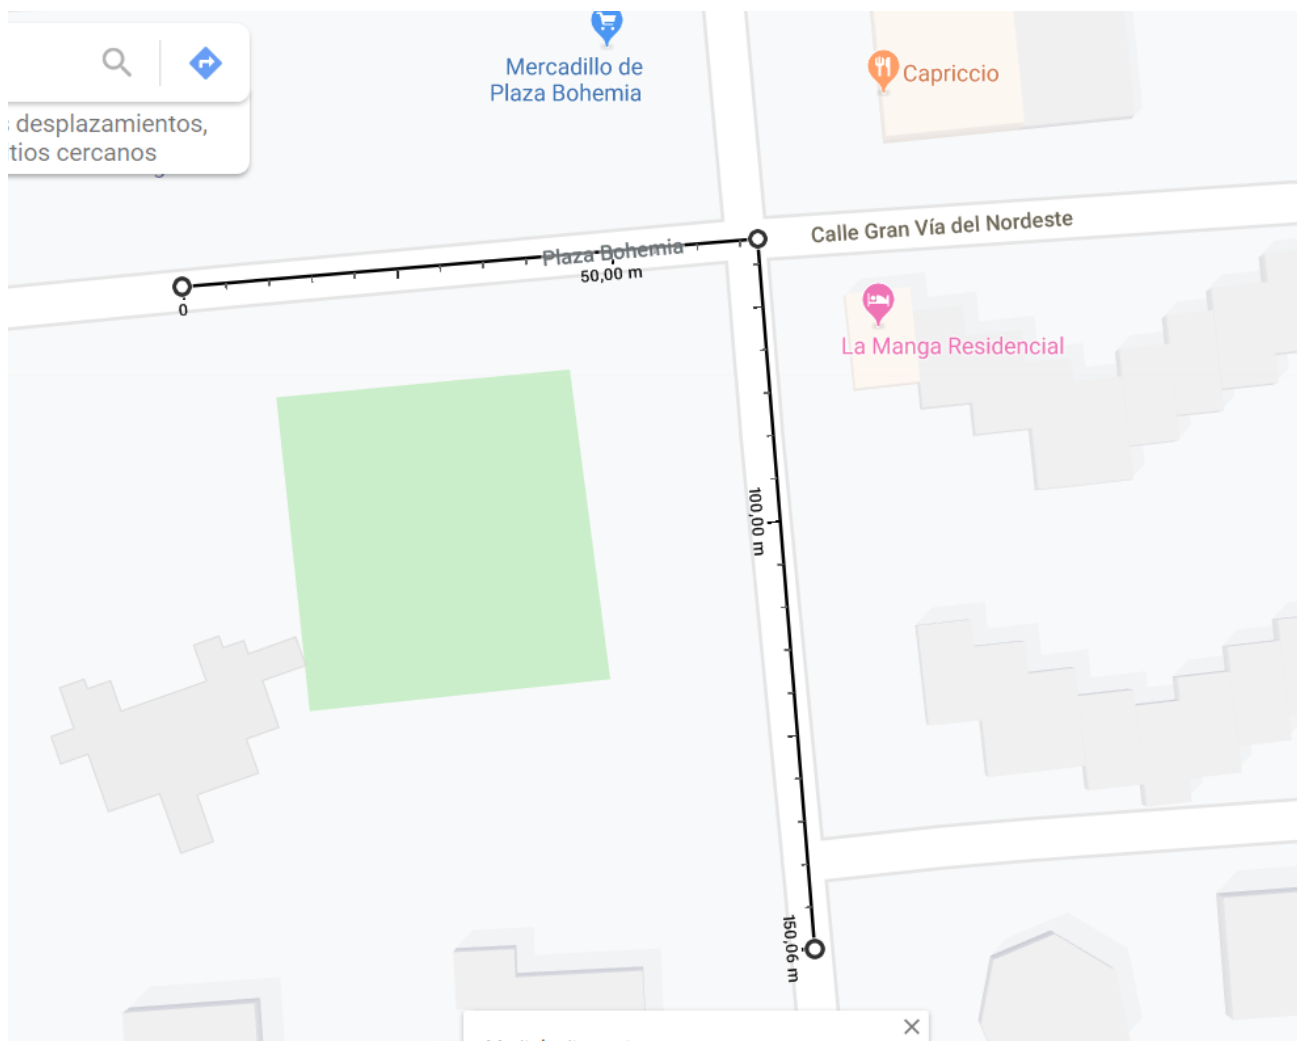 Mercadillo de
Plaza Bohemia
Capriccio
s desplazamientos,
tios cercanos
Calle Gran Vía del Nordeste
Plaza Bohemia
50,00 m
0
La Manga Residencial
100,00 m
150,06 m